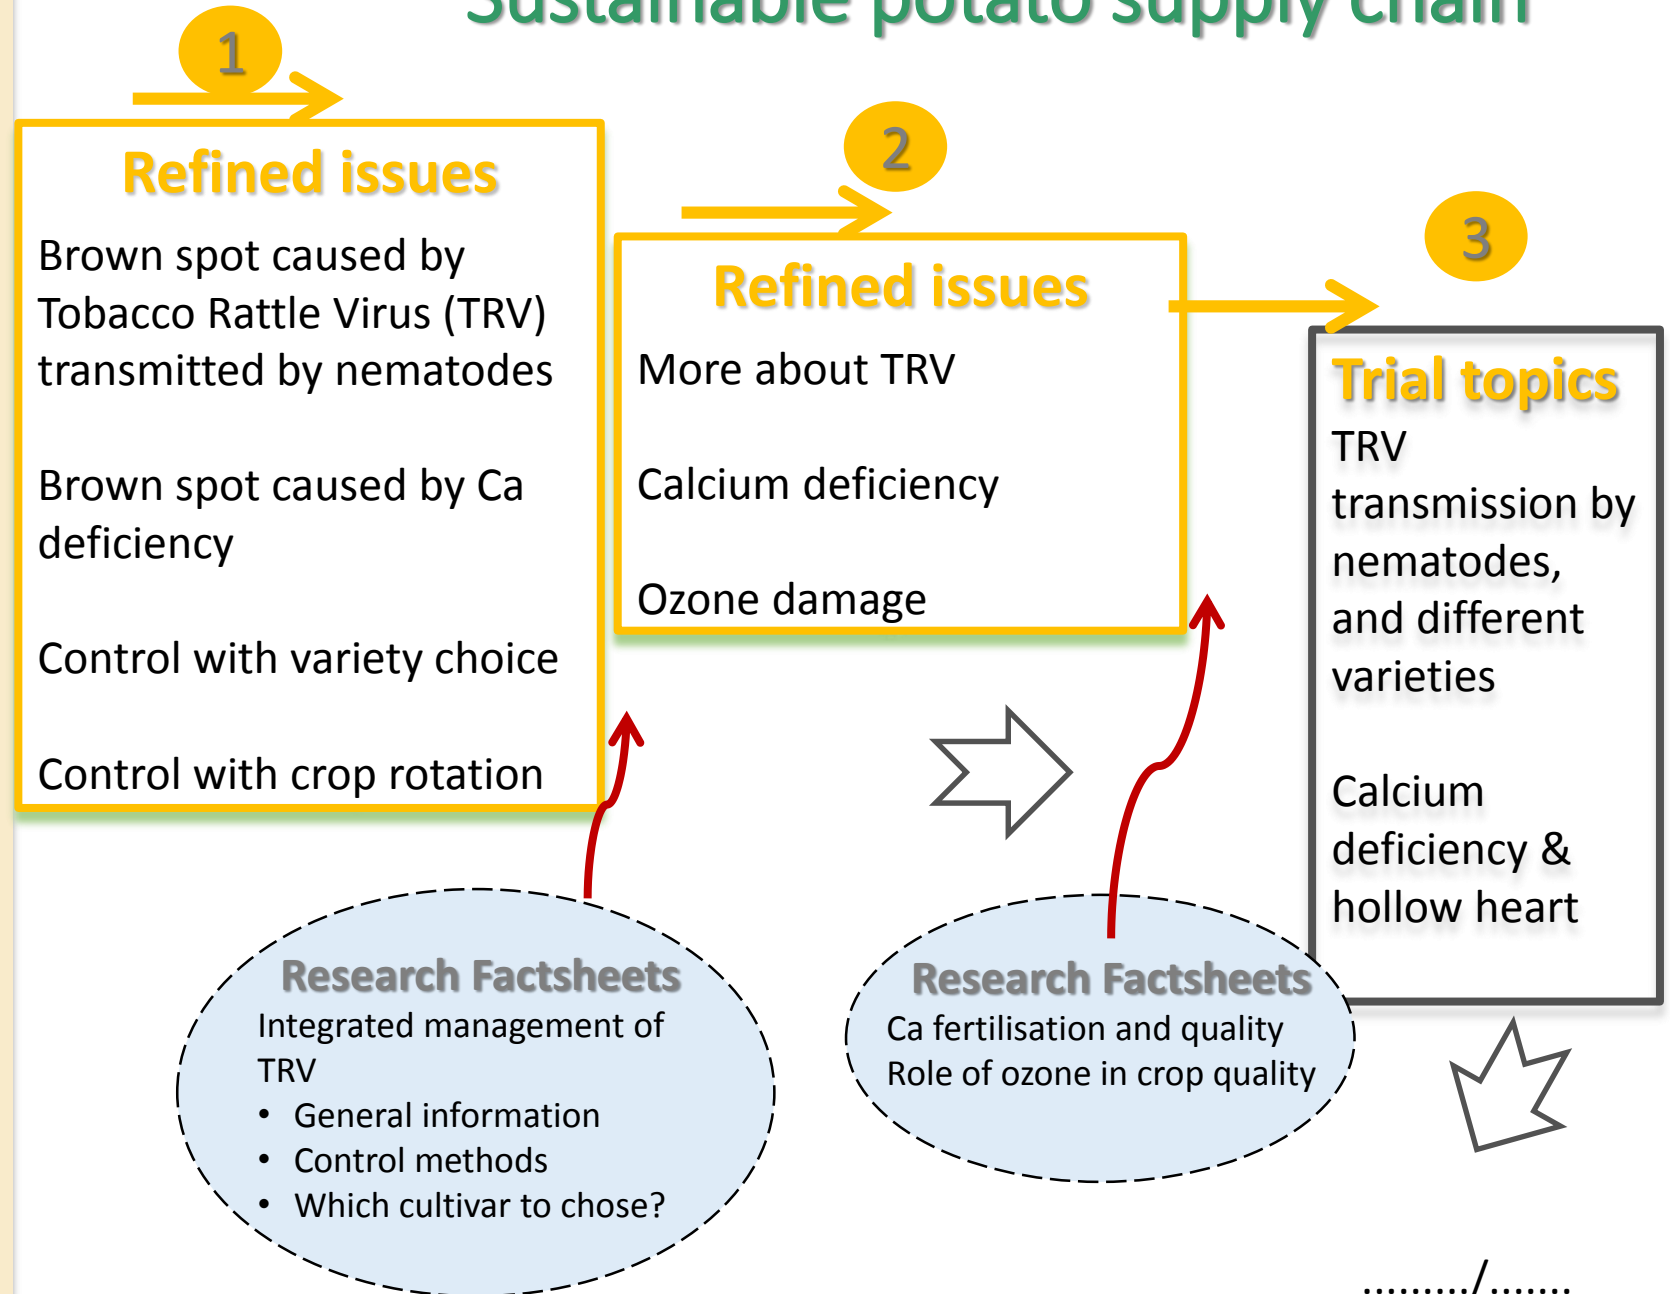 Sustainable potato supply chain
1
Refined issues
Brown spot caused by
Tobacco Rattle Virus (TRV)
transmitted by nematodes
Brown spot caused by Ca
deficiency
Control with variety choice
Control with crop rotation
2
Refined issues
More about TRV
Calcium deficiency
Ozone damage
3
Trial topics
TRV
transmission by
nematodes,
and different
varieties
Calcium
deficiency &
hollow heart
Research Factsheets
Integrated management of
TRV
• General information
• Control methods
• Which cultivar to chose?
Research Factsheets
Ca fertilisation and quality
Role of ozone in crop quality
........./.......